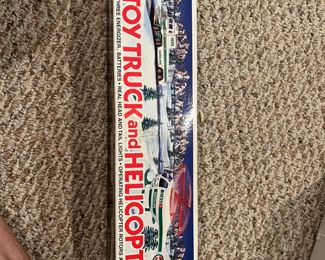 TOY TRUCK and HELICOPT
THREE ENERGIZER BATTERIES • REAL HEAD AND TAIL LIGHTS • OPERATING HELICOPTER ROTORS